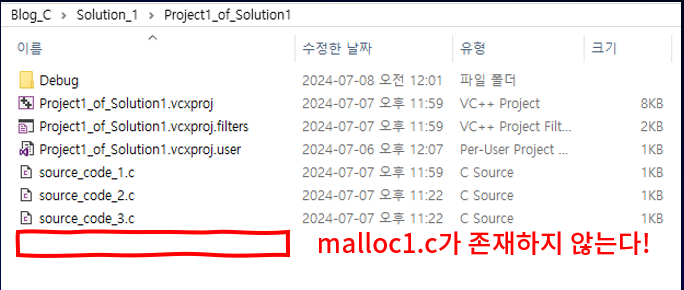 Blog_C > Solution_1 > Project1_of_Solution1
이름 수정한 날짜 유형 크기
Debug 2024-07-08 오전 12:01 파일 폴더
Project1_of_Solution1.vcxproj 2024-07-07 오후 11:59 VC++ Project 8KB
Project1_of_Solution1.vcxproj.filters 2024-07-07 오후 11:59 VC++ Project Filt... 2KB
Project1_of_Solution1.vcxproj.user 2024-07-06 오후 12:07 Per-User Project ... 1KB
source_code_1.c 2024-07-07 오후 11:59 C Source 1KB
source_code_2.c 2024-07-07 오후 11:22 C Source 1KB
source_code_3.c 2024-07-07 오후 11:22 C Source 1KB
malloc1.c가 존재하지 않는다!